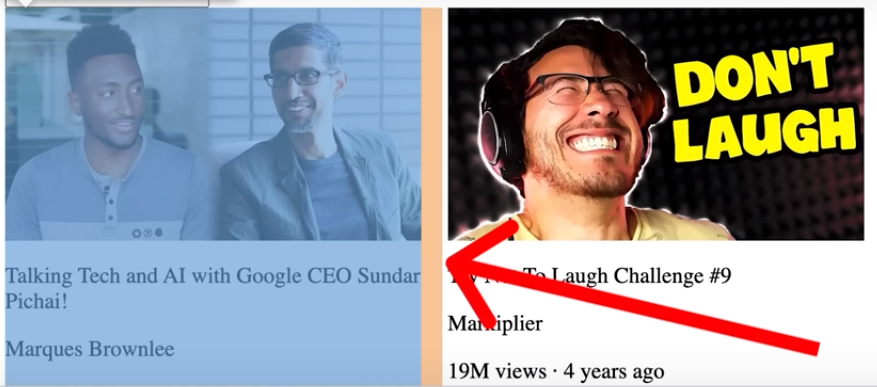 DON'T
LAUGH
Talking Tech and AI with Google CEO Sundar
Pichai!
Marques Brownlee
To Laugh Challenge #9
Markiplier
19M views · 4 years ago